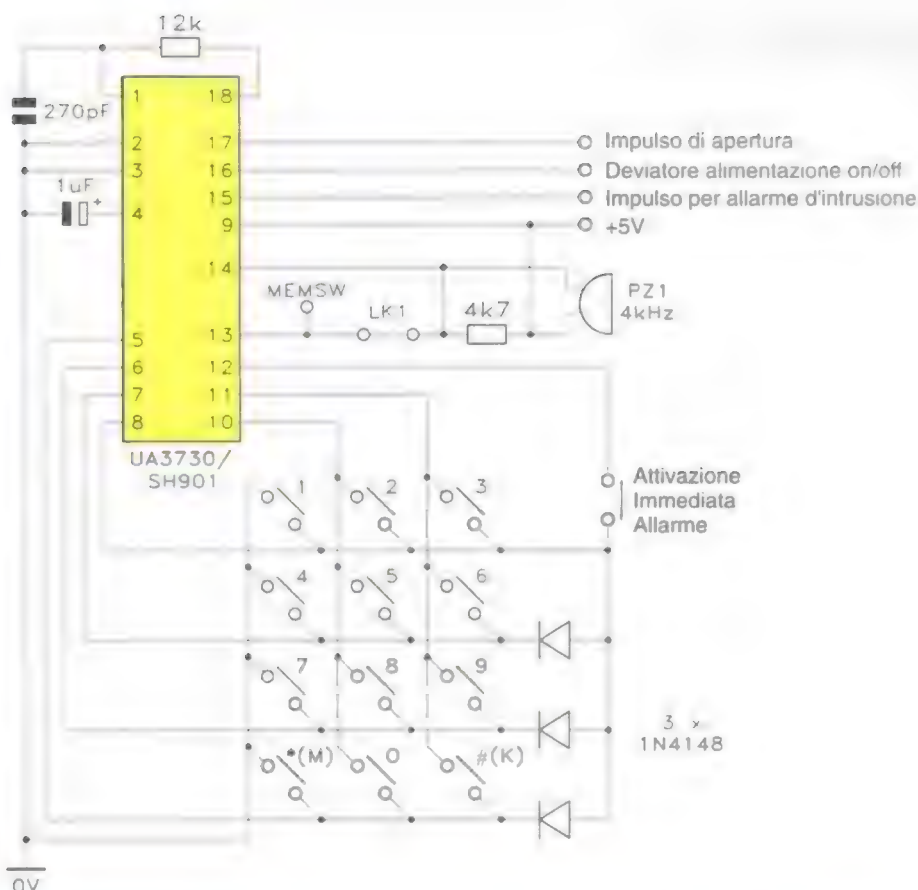 12k
270pF
1uF
+
1
2
3
4
5
6
7
8
18
17
16
15
9
14
13
12
11
10
UA3730/
SH901
Impulso di apertura
Deviatore alimentazione on/off
Impulso per allarme d'intrusione
+5V
MEMSW
LK1
4k7
PZ1
4kHz
Attivazione
Immediata
Allarme
1
2
3
4
5
6
7
8
9
*(M)
0
#(K)
3 x
1N4148
0V